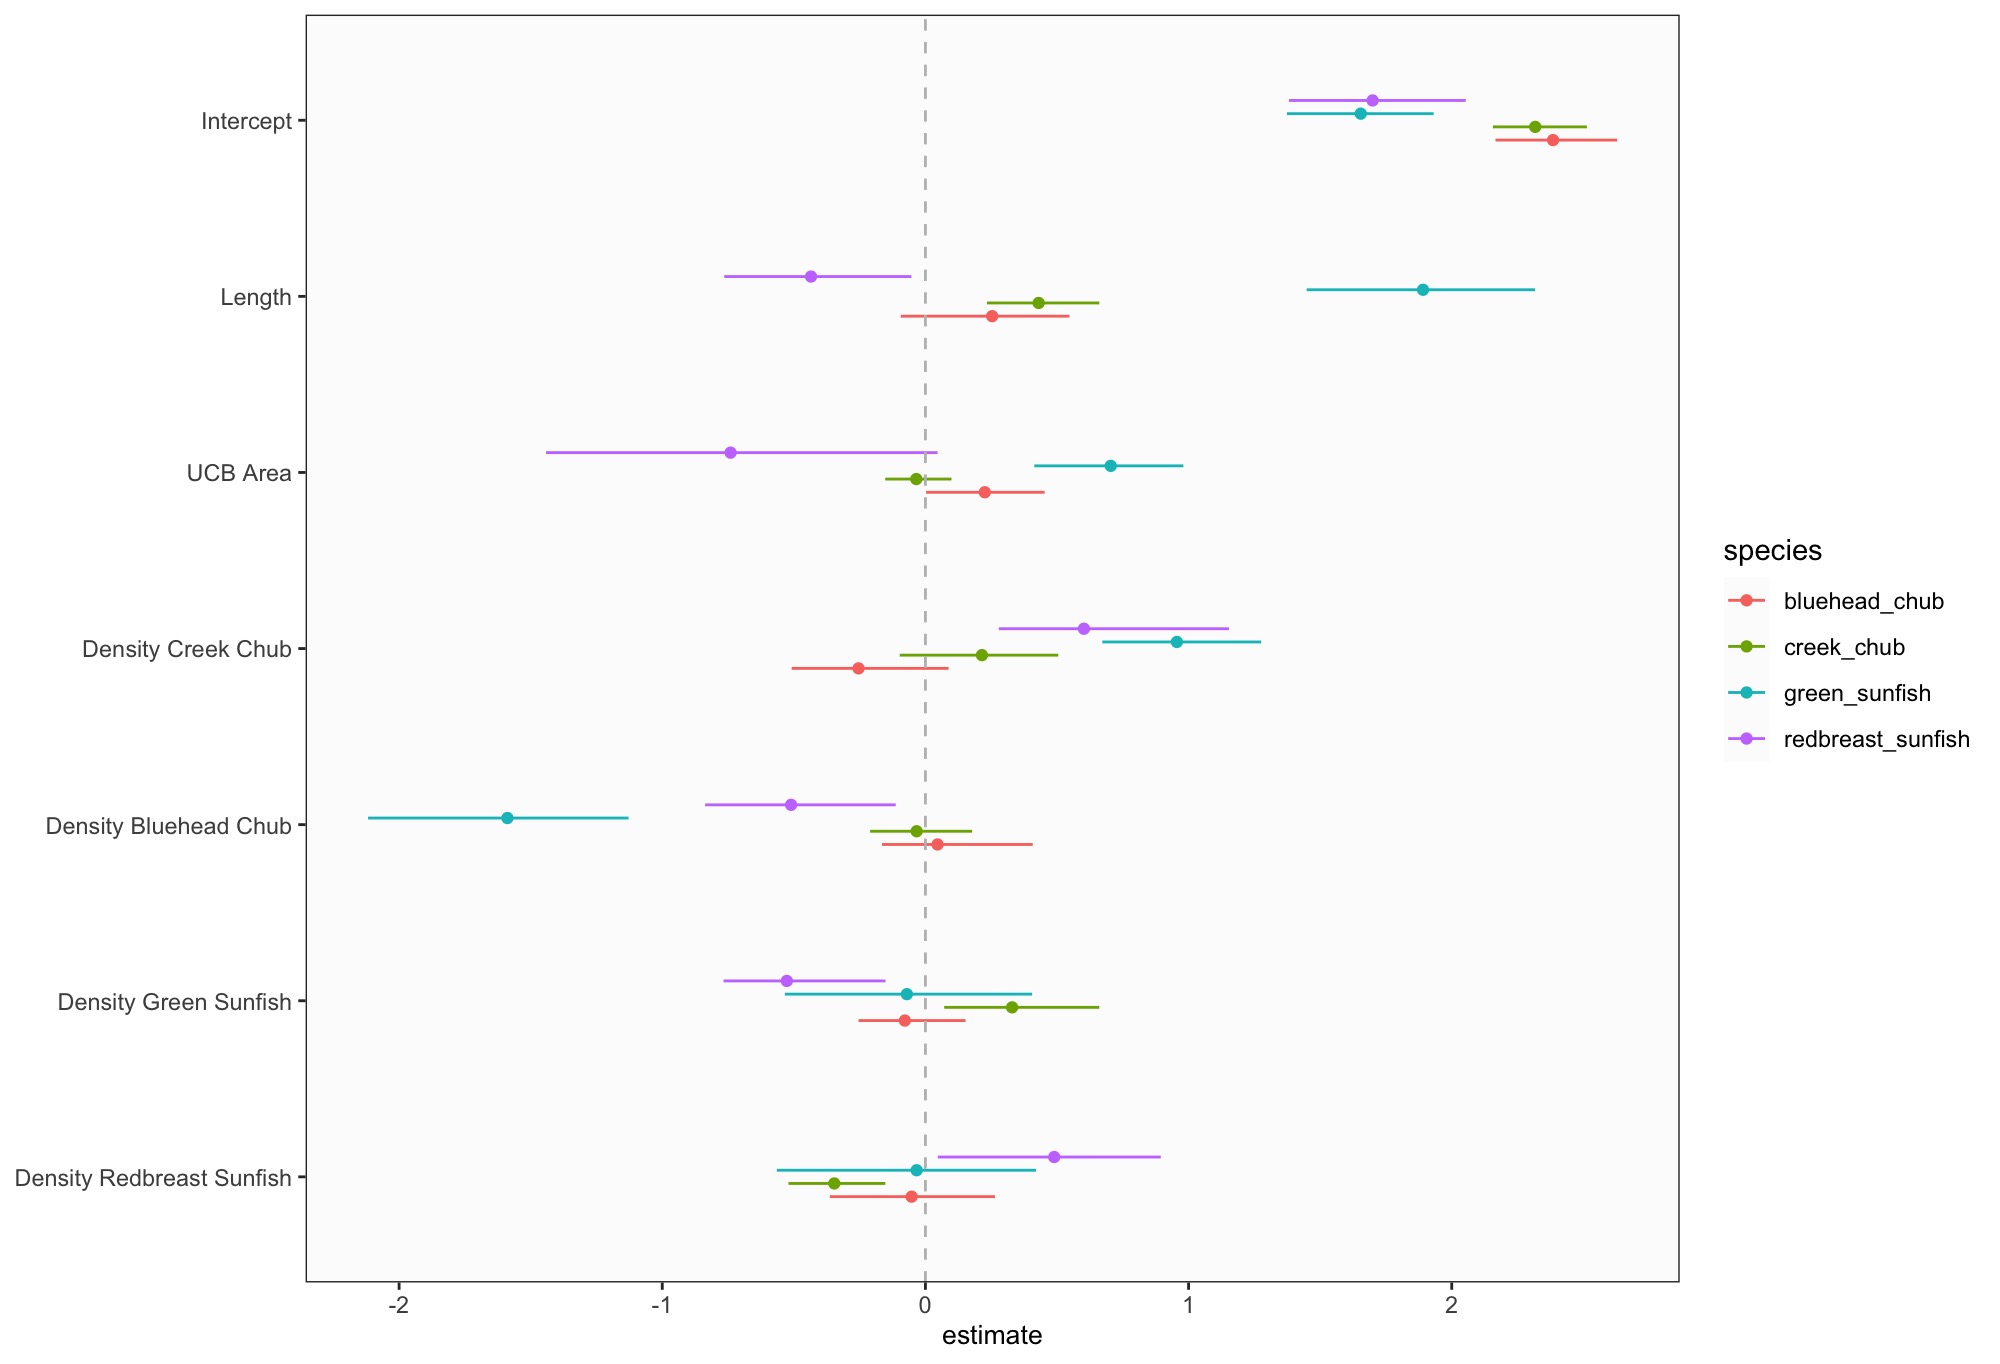 Intercept
Length
UCB Area
Density Creek Chub
Density Bluehead Chub
Density Green Sunfish
Density Redbreast Sunfish
-2 -1 0 1 2
estimate
species
bluehead_chub
creek_chub
green_sunfish
redbreast_sunfish